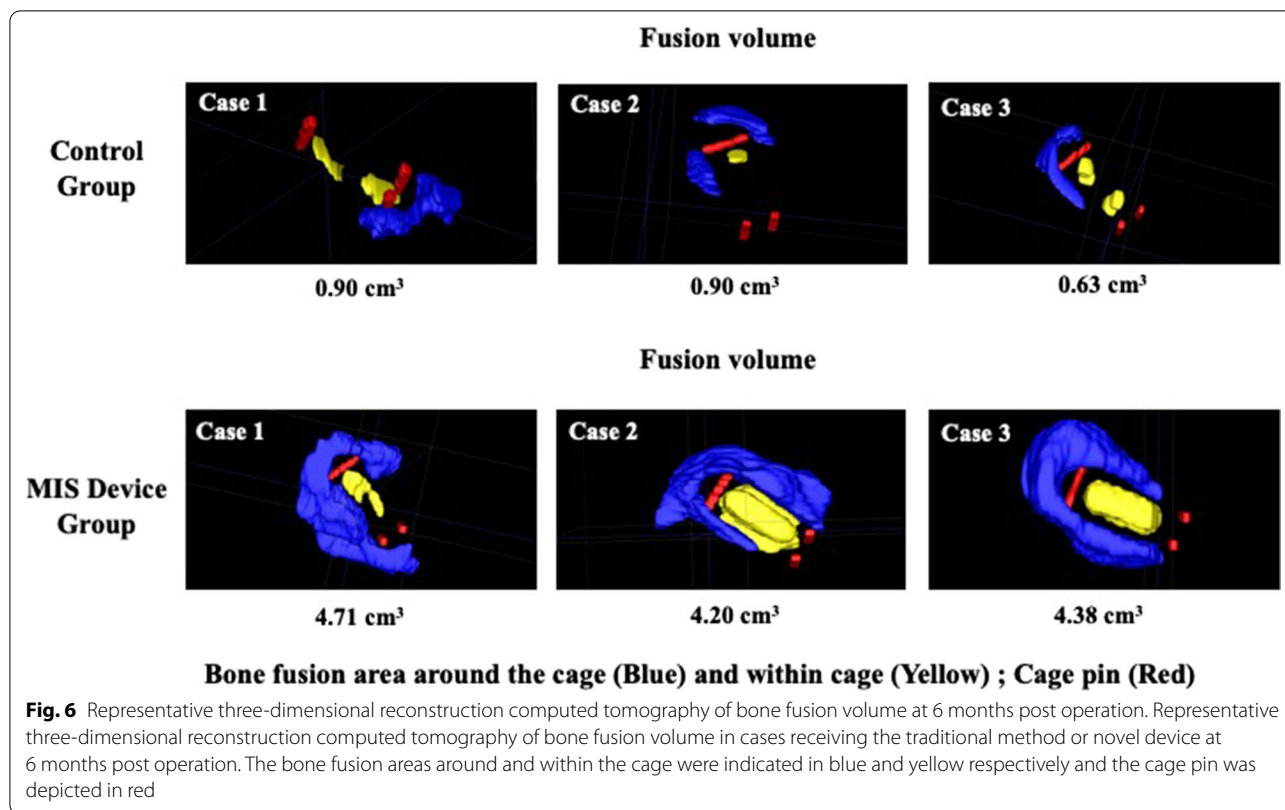 Fusion volume
Control
Group
Case 1
Case 2
Case 3
0.90 cm³
0.90 cm³
0.63 cm³
Fusion volume
MIS Device
Group
Case 1
Case 2
Case 3
4.71 cm³
4.20 cm³
4.38 cm³
Bone fusion area around the cage (Blue) and within cage (Yellow) ; Cage pin (Red)
Fig. 6 Representative three-dimensional reconstruction computed tomography of bone fusion volume at 6 months post operation. Representative
three-dimensional reconstruction computed tomography of bone fusion volume in cases receiving the traditional method or novel device at
6 months post operation. The bone fusion areas around and within the cage were indicated in blue and yellow respectively and the cage pin was
depicted in red